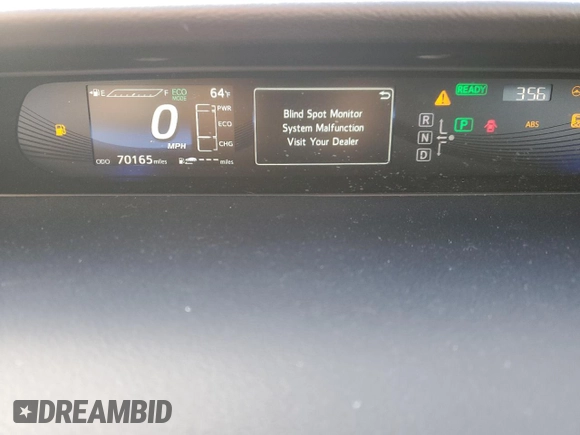 E F ECO MODE 64°F
PWR
ECO
CHG
0
MPH
ODO 70165 miles ---- miles
Blind Spot Monitor
System Malfunction
Visit Your Dealer
READY 356
R
N P ABS
D
DREAMBID